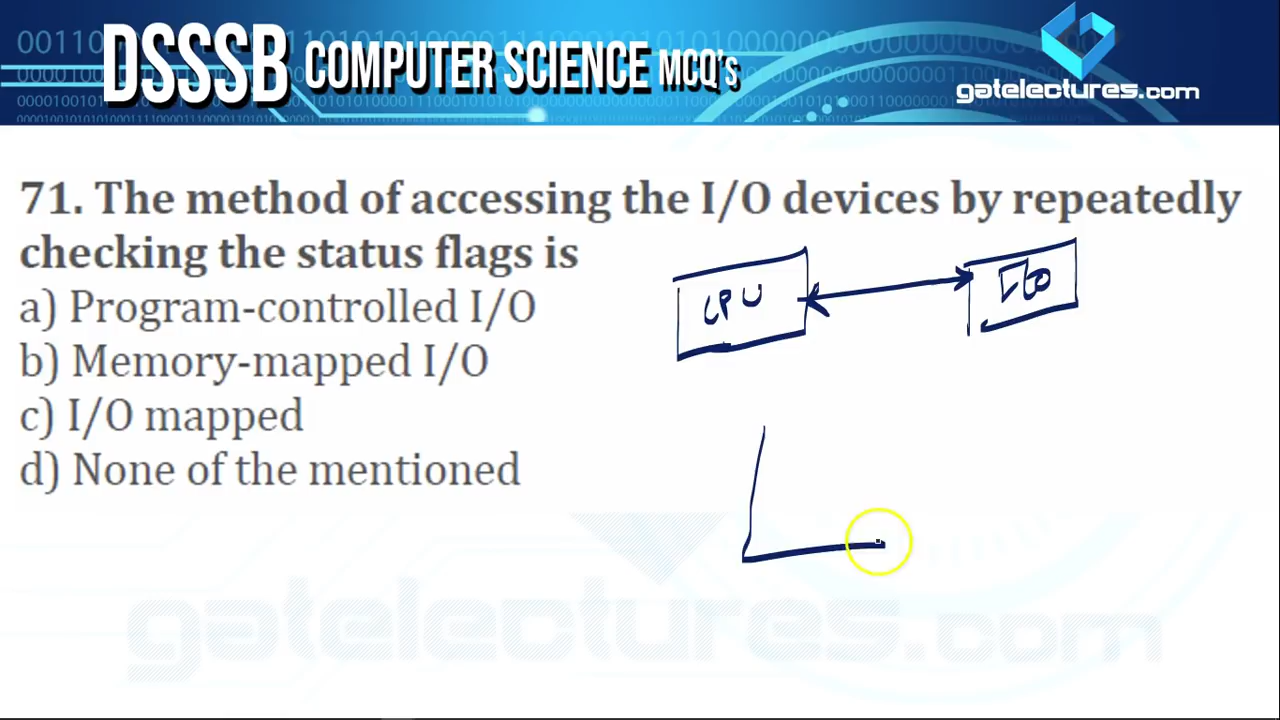 DSSSB COMPUTER SCIENCE MCQ's
gatelectures.com
71. The method of accessing the I/O devices by repeatedly
checking the status flags is
a) Program-controlled I/O
b) Memory-mapped I/O
c) I/O mapped
d) None of the mentioned
CPU
I/O
gatelectures.com